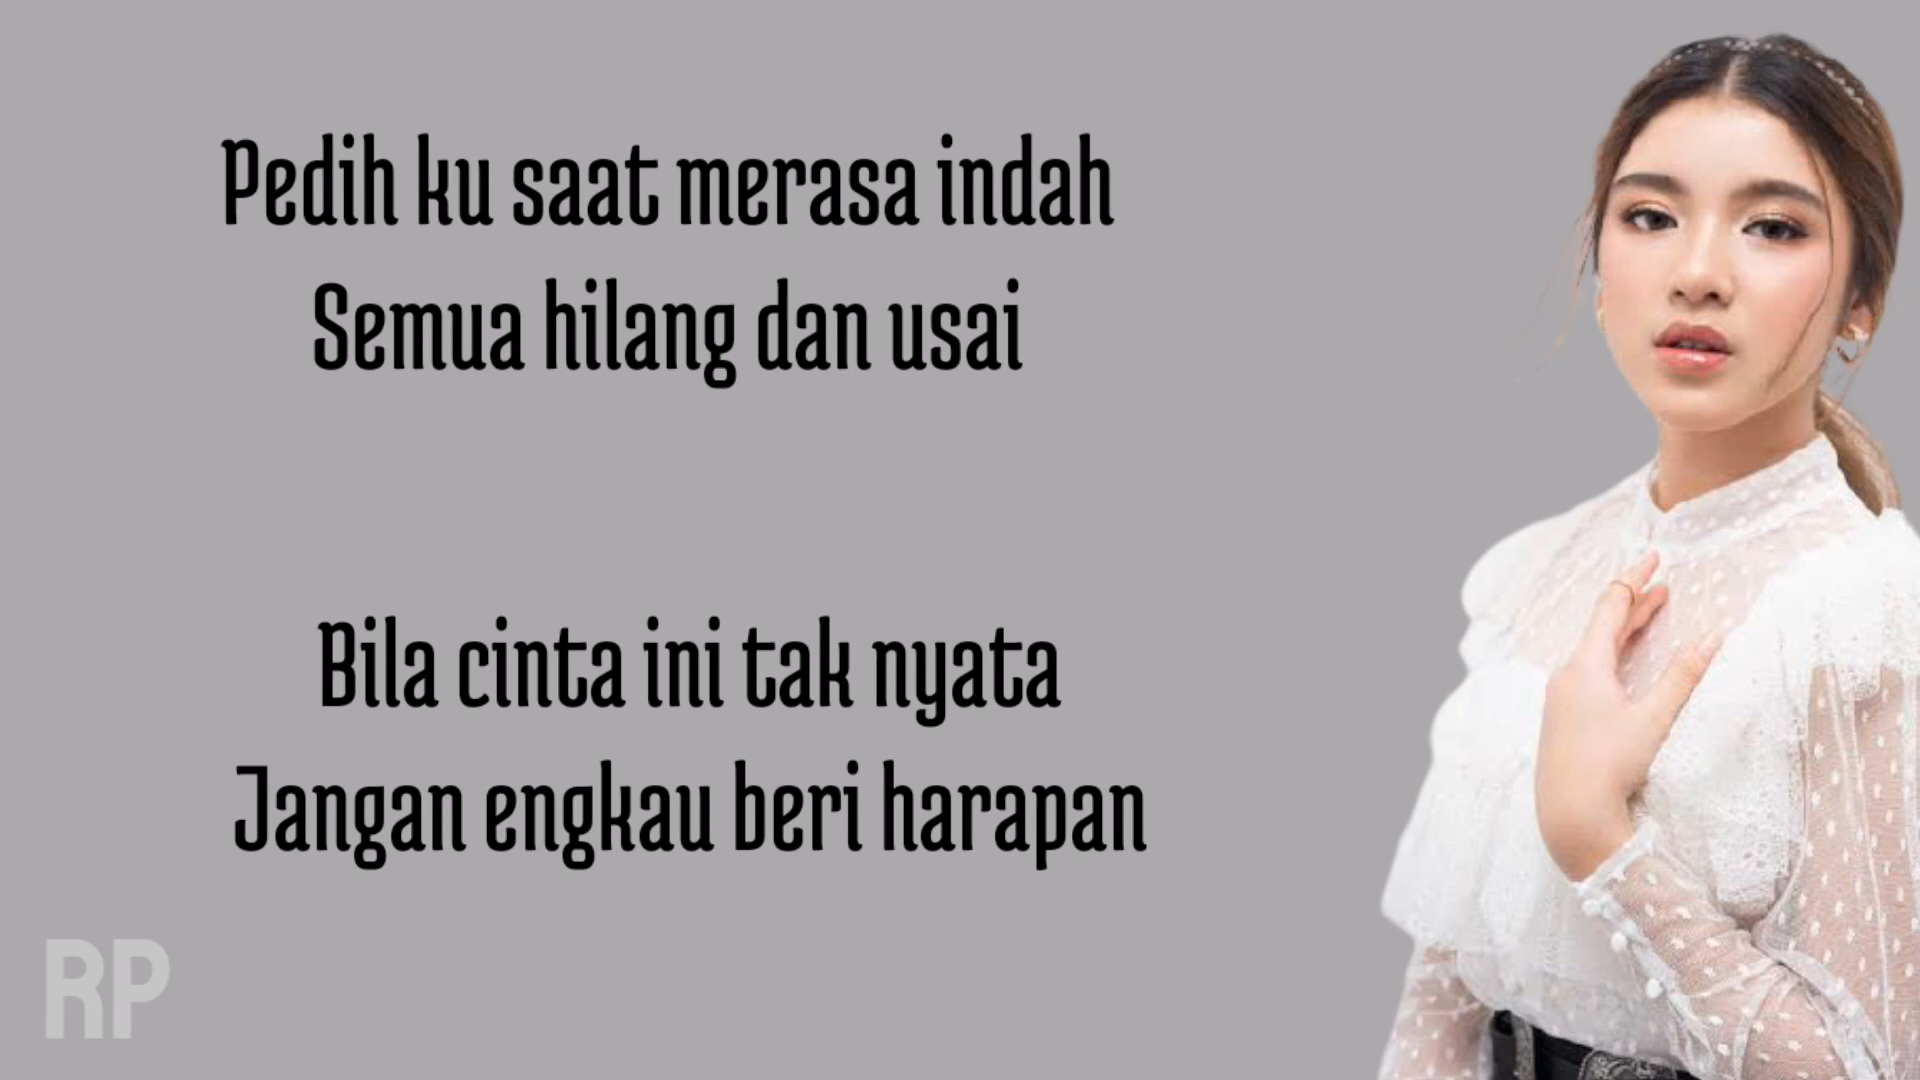 Pedih ku saat merasa indah
Semua hilang dan usai
Bila cinta ini tak nyata
Jangan engkau beri harapan
RP